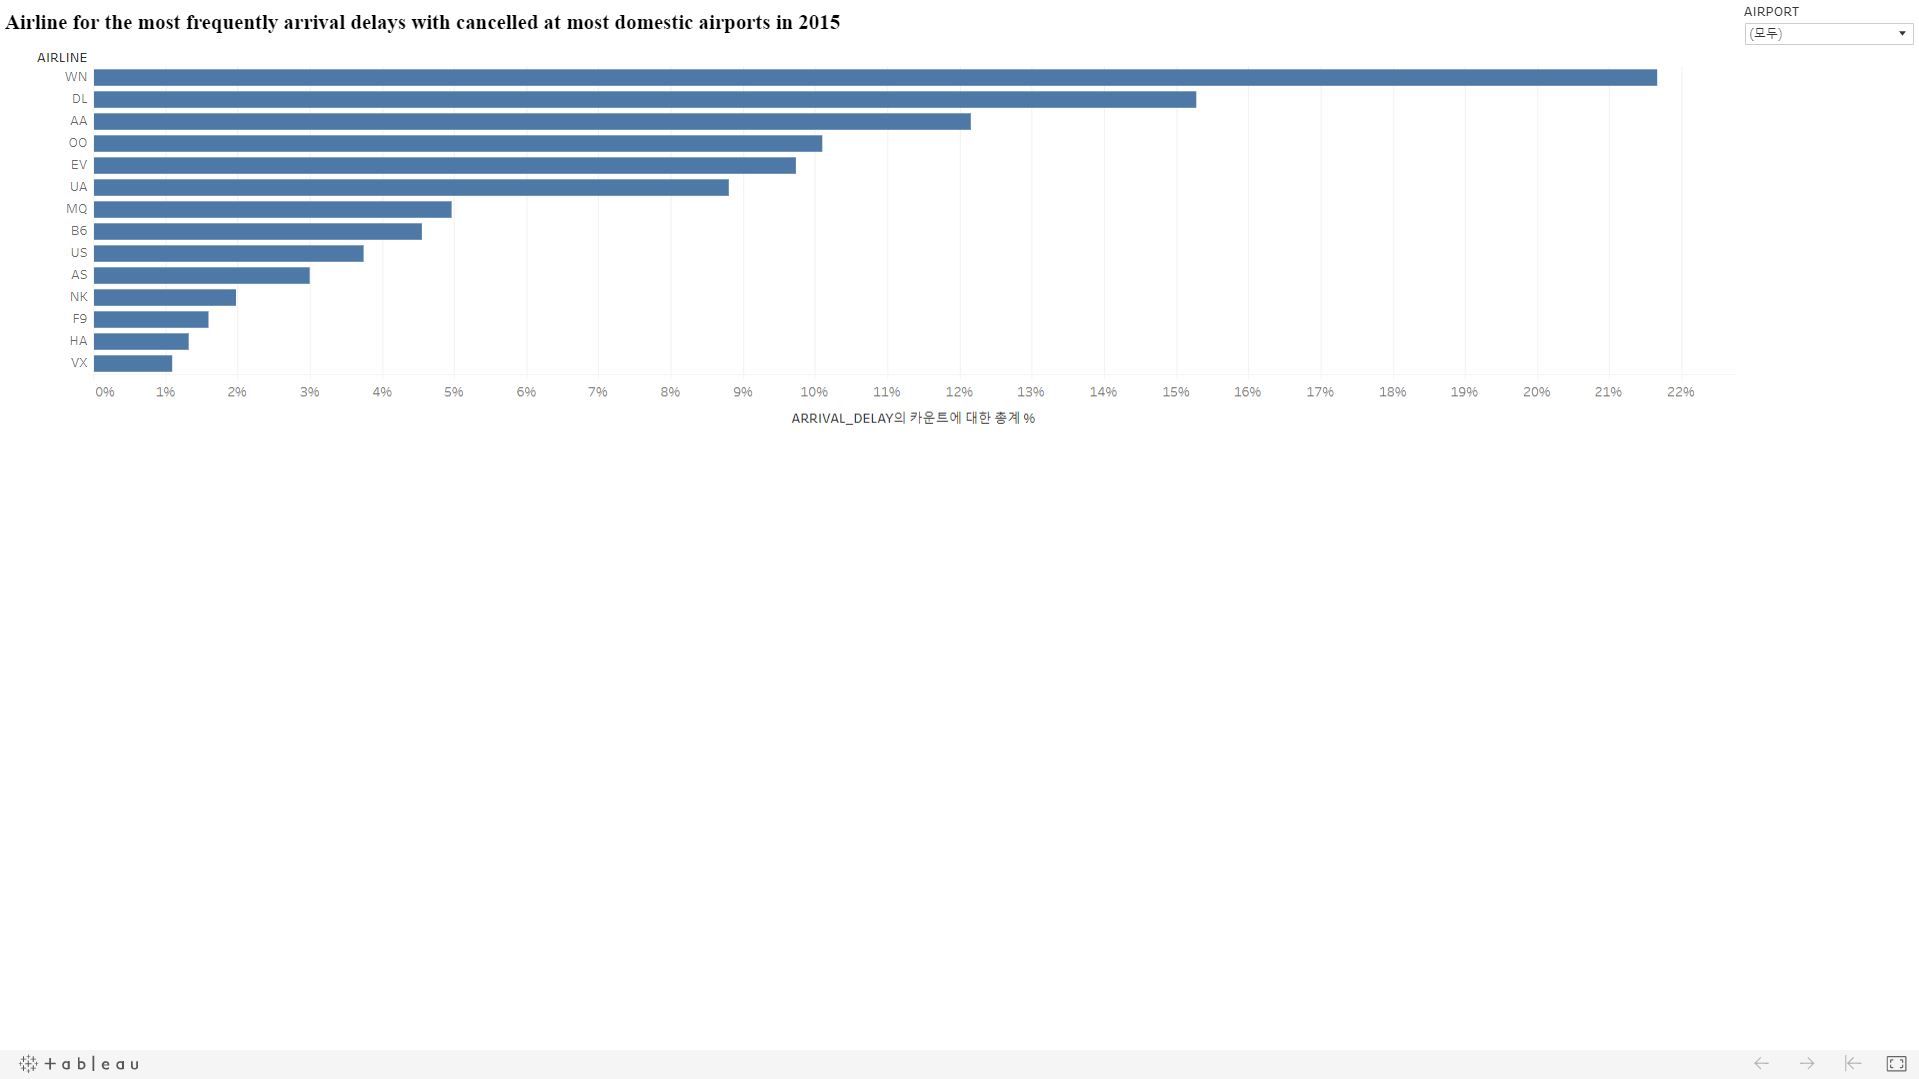 Airline for the most frequently arrival delays with cancelled at most domestic airports in 2015
AIRPORT
(모두)
AIRLINE
WN
DL
AA
OO
EV
UA
MQ
B6
US
AS
NK
F9
HA
VX
0% 1% 2% 3% 4% 5% 6% 7% 8% 9% 10% 11% 12% 13% 14% 15% 16% 17% 18% 19% 20% 21% 22%
ARRIVAL_DELAY의 카운트에 대한 총계 %
+ableau